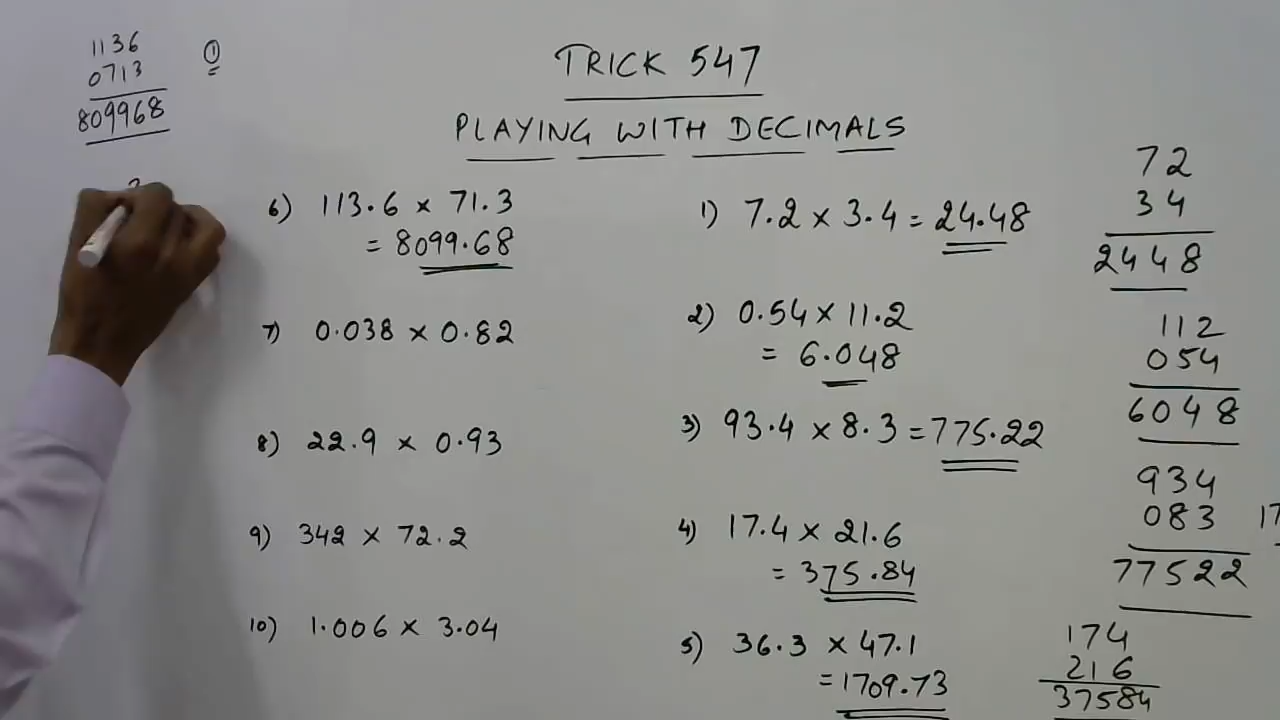 TRICK 547
PLAYING WITH DECIMALS
1136
0713
809968
①
6) 113.6 × 71.3
= 8099.68
7) 0.038 × 0.82
8) 22.9 × 0.93
9) 342 × 72.2
10) 1.006 × 3.04
1) 7.2 × 3.4 = 24.48
2) 0.54 × 11.2
= 6.048
3) 93.4 × 8.3 = 775.22
4) 17.4 × 21.6
= 375.84
5) 36.3 × 47.1
= 1709.73
72
34
2448
112
054
6048
934
083
77522
174
216
37584